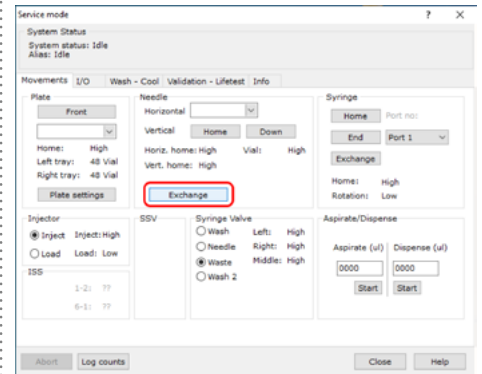 Service mode
? ×
System Status
System status: Idle
Alias: Idle
Movements I/O Wash - Cool Validation - Lifetest Info
Plate
Front
Home: High
Left tray: 48 Vial
Right tray: 48 Vial
Plate settings
Needle
Horizontal
Vertical Home Down
Horiz. home: High Vial: High
Vert. home: High
Exchange
Syringe
Home Port no:
End Port 1
Exchange
Home: High
Rotation: Low
Injector
Inject Inject: High
Load Load: Low
ISS
1-2: ??
6-1: ??
SSV
Syringe Valve
Wash Left: High
Needle Right: High
Waste Middle: High
Wash 2
Aspirate/Dispense
Aspirate (ul) Dispense (ul)
0000 0000
Start Start
Abort Log counts Close Help